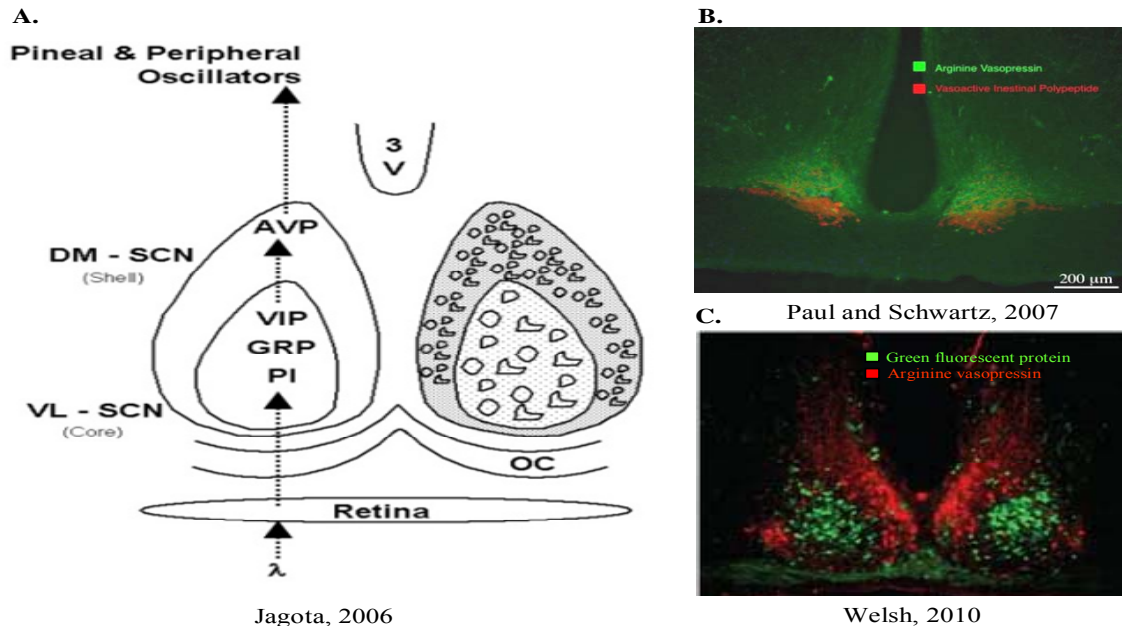 A.
Pineal & Peripheral
Oscillators
3
V
AVP
DM - SCN
(Shell)
VIP
GRP
PI
VL - SCN
(Core)
OC
Retina
λ
Jagota, 2006
B.
Arginine Vasopressin
Vasoactive Inestinal Polypeptide
200 µm
Paul and Schwartz, 2007
C.
Green fluorescent protein
Arginine vasopressin
Welsh, 2010